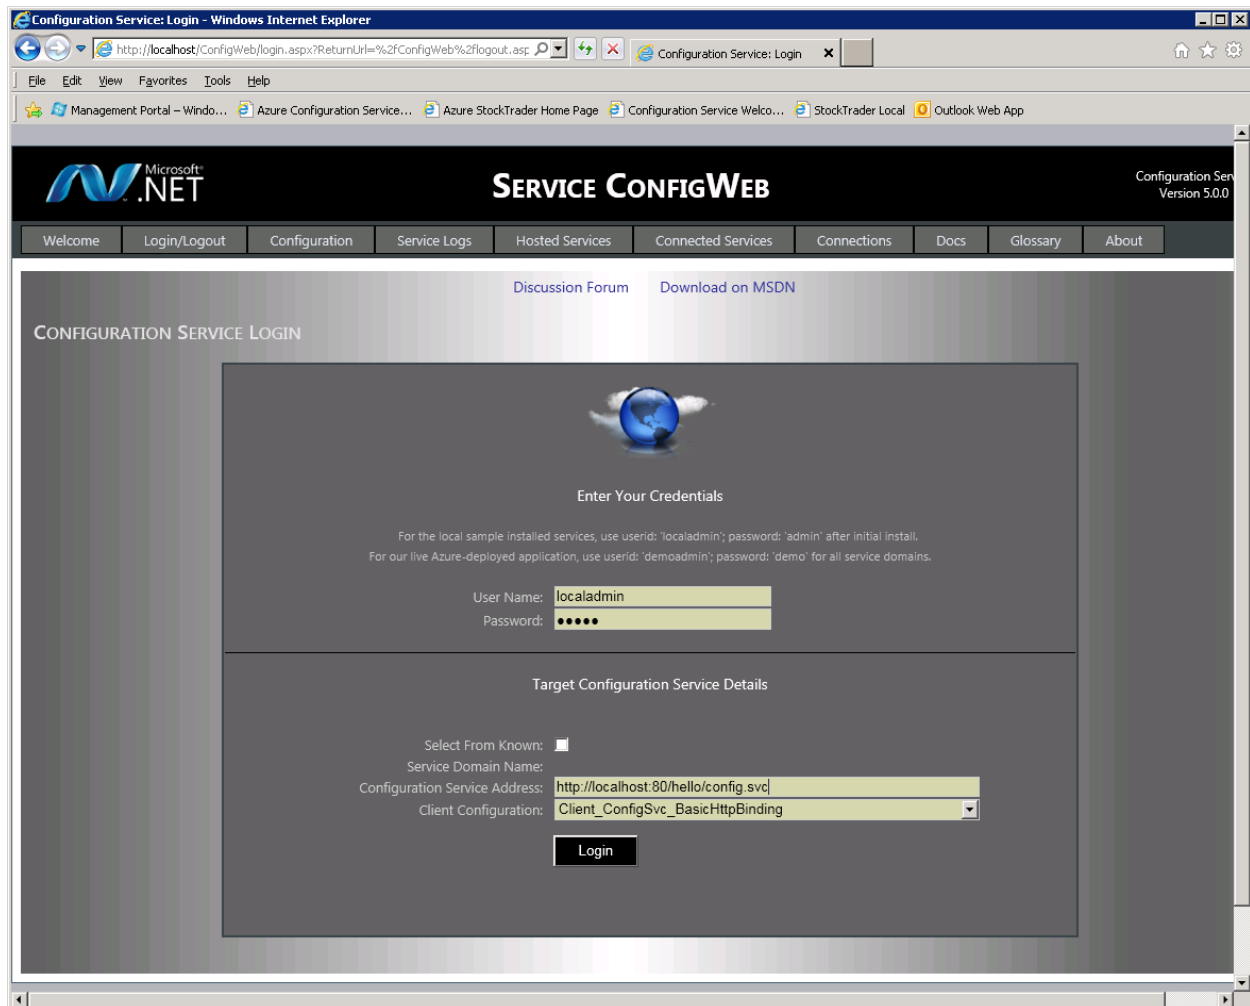 Configuration Service: Login - Windows Internet Explorer
http://localhost/ConfigWeb/login.aspx?ReturnUrl=%2fConfigWeb%2flogout.asp
Configuration Service: Login
File Edit View Favorites Tools Help
Management Portal – Windo... Azure Configuration Service... Azure StockTrader Home Page Configuration Service Welco... StockTrader Local Outlook Web App
Microsoft .NET
SERVICE CONFIGWEB
Configuration Serv
Version 5.0.0
Welcome Login/Logout Configuration Service Logs Hosted Services Connected Services Connections Docs Glossary About
Discussion Forum Download on MSDN
CONFIGURATION SERVICE LOGIN
Enter Your Credentials
For the local sample installed services, use userid: 'localadmin'; password: 'admin' after initial install.
For our live Azure-deployed application, use userid: 'demoadmin'; password: 'demo' for all service domains.
User Name: localadmin
Password: •••••
Target Configuration Service Details
Select From Known:
Service Domain Name:
Configuration Service Address: http://localhost:80/hello/config.svc
Client Configuration: Client_ConfigSvc_BasicHttpBinding
Login